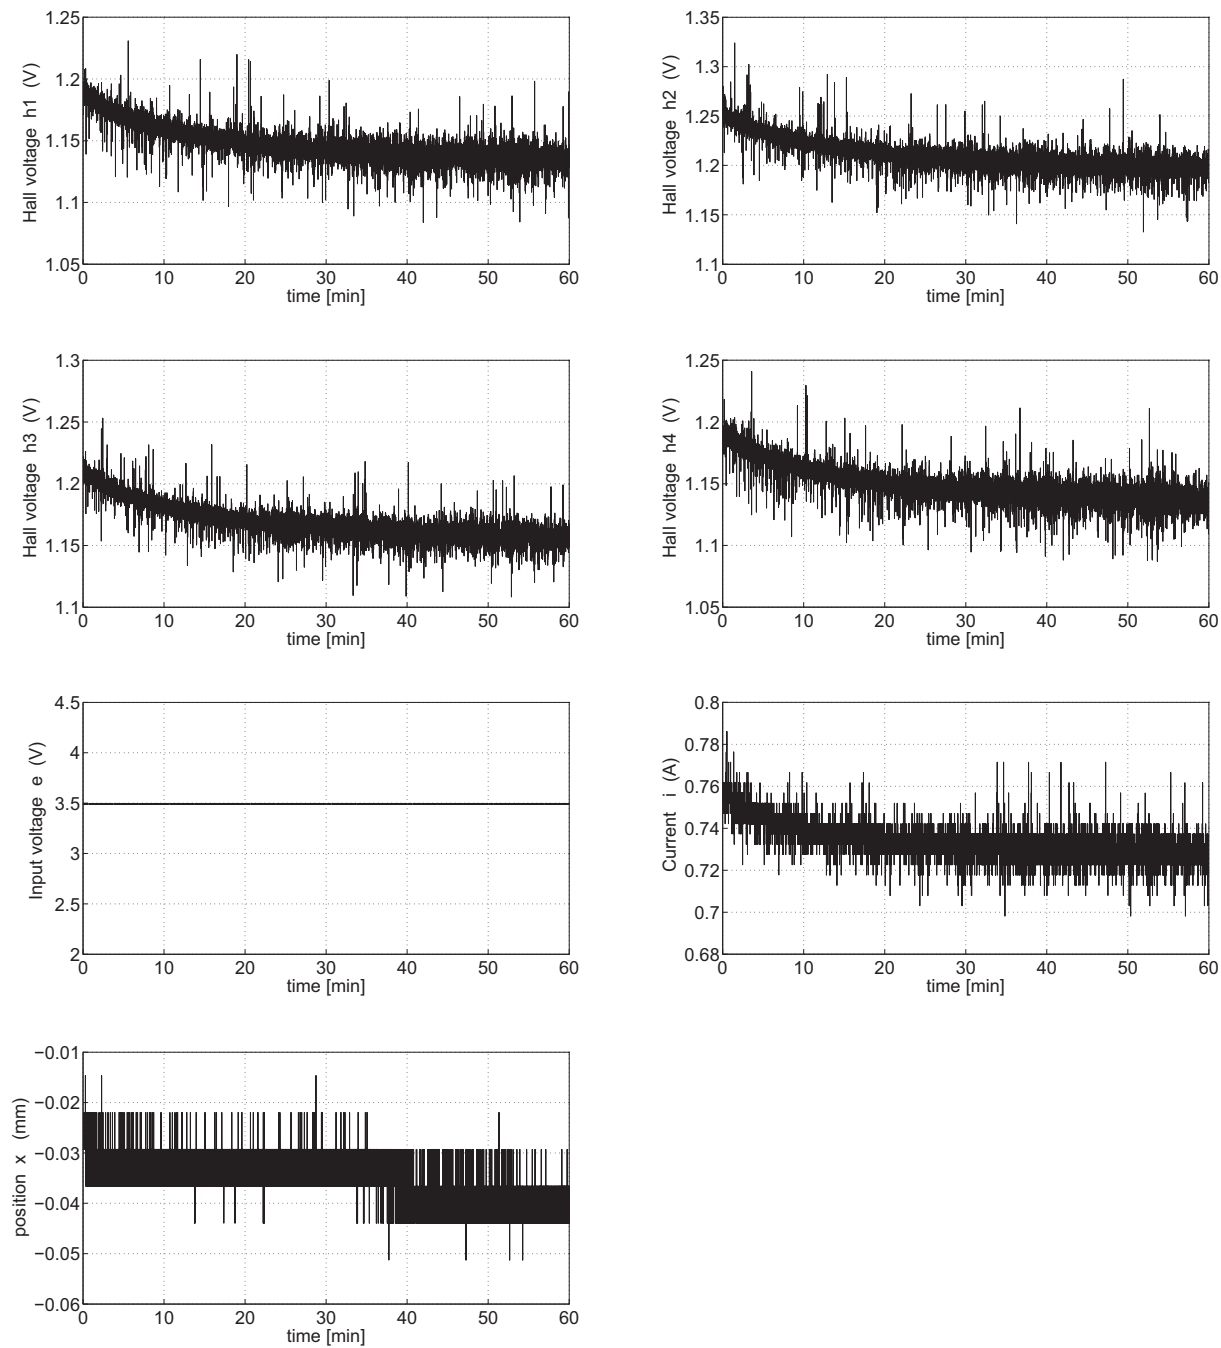 1.25
1.2
1.15
1.1
1.05
Hall voltage h1 (V)
0 10 20 30 40 50 60
time [min]
1.35
1.3
1.25
1.2
1.15
1.1
Hall voltage h2 (V)
0 10 20 30 40 50 60
time [min]
1.3
1.25
1.2
1.15
1.1
Hall voltage h3 (V)
0 10 20 30 40 50 60
time [min]
1.25
1.2
1.15
1.1
1.05
Hall voltage h4 (V)
0 10 20 30 40 50 60
time [min]
4.5
4
3.5
3
2.5
2
Input voltage e (V)
0 10 20 30 40 50 60
time [min]
0.8
0.78
0.76
0.74
0.72
0.7
0.68
Current i (A)
0 10 20 30 40 50 60
time [min]
−0.01
−0.02
−0.03
−0.04
−0.05
−0.06
position x (mm)
0 10 20 30 40 50 60
time [min]